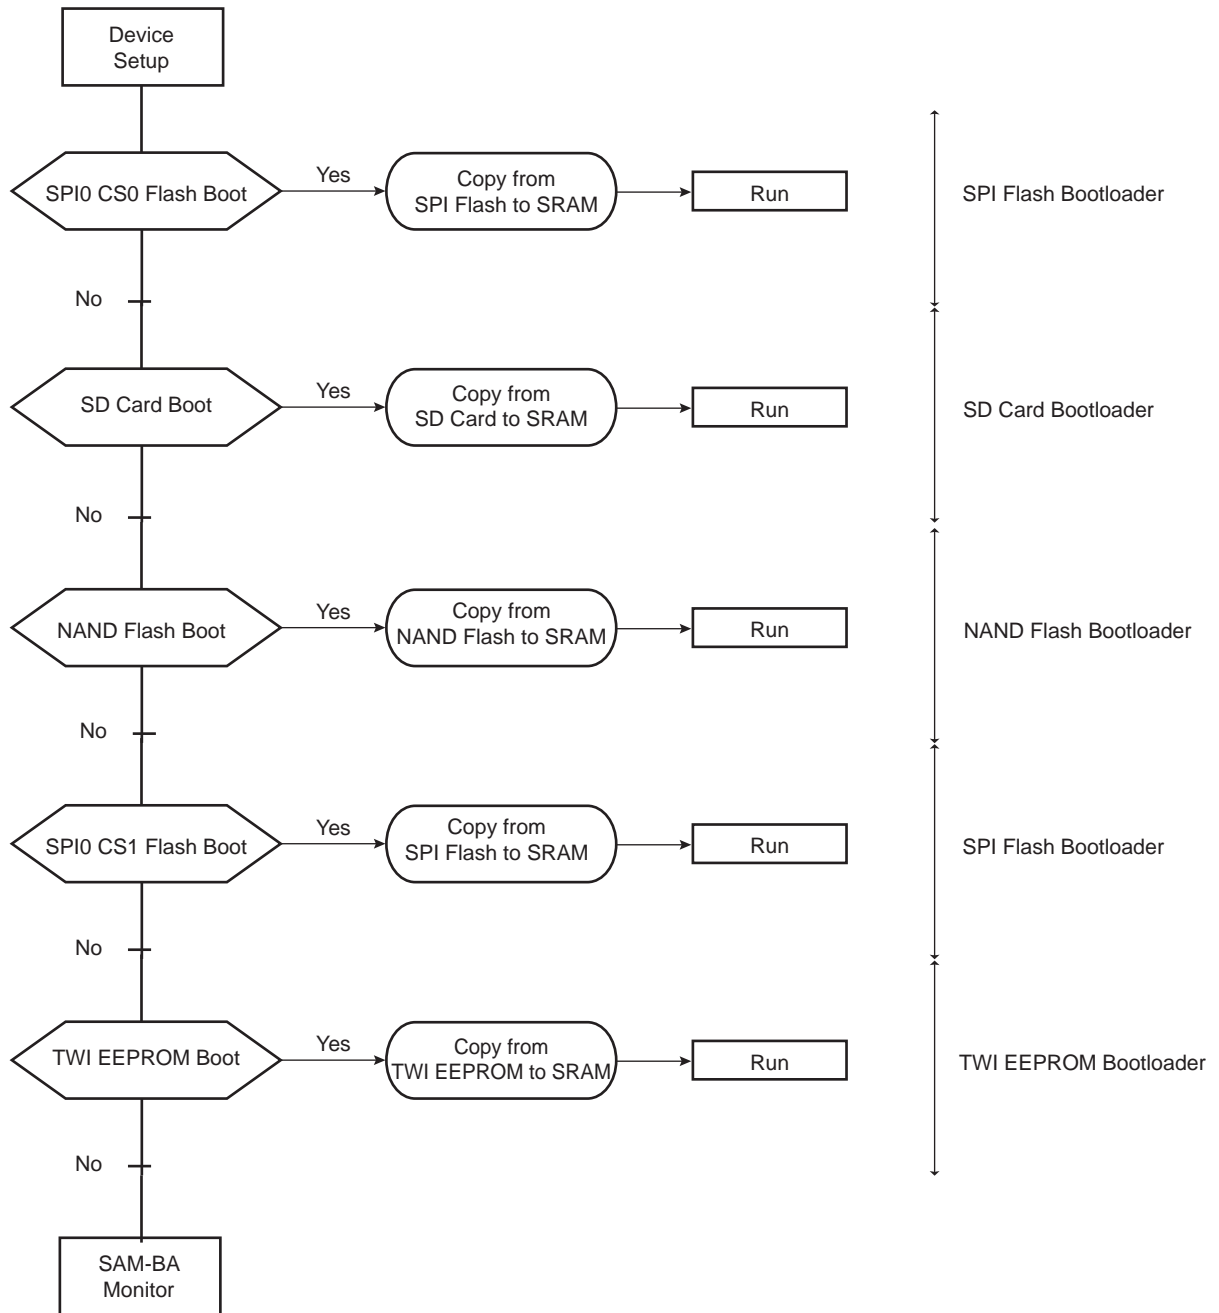 Device
Setup
SPI0 CS0 Flash Boot
Yes
Copy from
SPI Flash to SRAM
Run
SPI Flash Bootloader
No
SD Card Boot
Yes
Copy from
SD Card to SRAM
Run
SD Card Bootloader
No
NAND Flash Boot
Yes
Copy from
NAND Flash to SRAM
Run
NAND Flash Bootloader
No
SPI0 CS1 Flash Boot
Yes
Copy from
SPI Flash to SRAM
Run
SPI Flash Bootloader
No
TWI EEPROM Boot
Yes
Copy from
TWI EEPROM to SRAM
Run
TWI EEPROM Bootloader
No
SAM-BA
Monitor